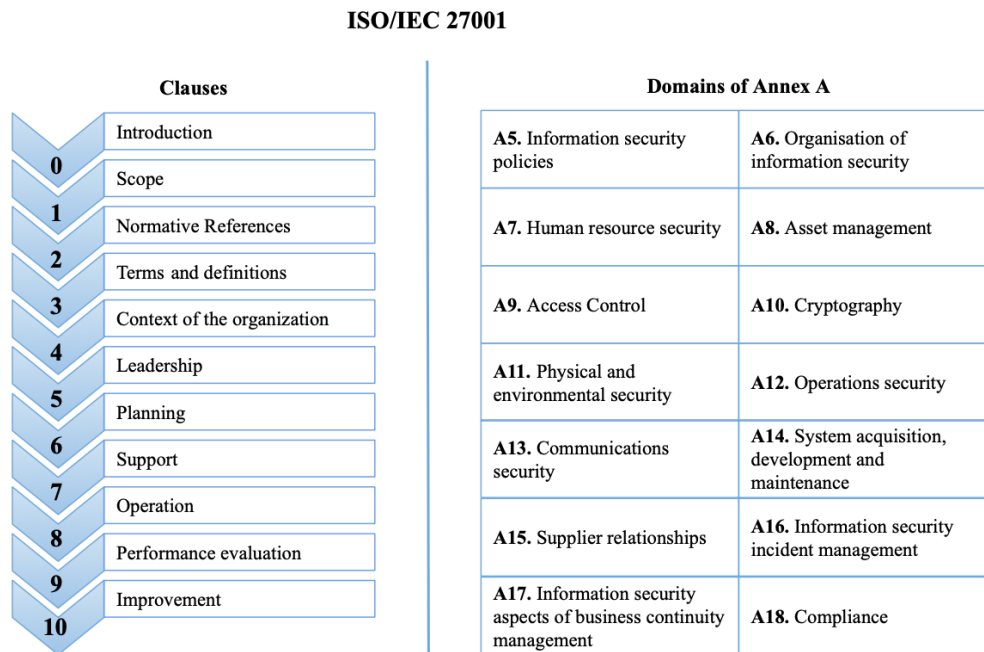 ISO/IEC 27001
Clauses
0
Introduction
1
Scope
2
Normative References
3
Terms and definitions
4
Context of the organization
5
Leadership
6
Planning
7
Support
8
Operation
9
Performance evaluation
10
Improvement
Domains of Annex A
A5. Information security
policies
A6. Organisation of
information security
A7. Human resource security
A8. Asset management
A9. Access Control
A10. Cryptography
A11. Physical and
environmental security
A12. Operations security
A13. Communications
security
A14. System acquisition,
development and
maintenance
A15. Supplier relationships
A16. Information security
incident management
A17. Information security
aspects of business continuity
management
A18. Compliance